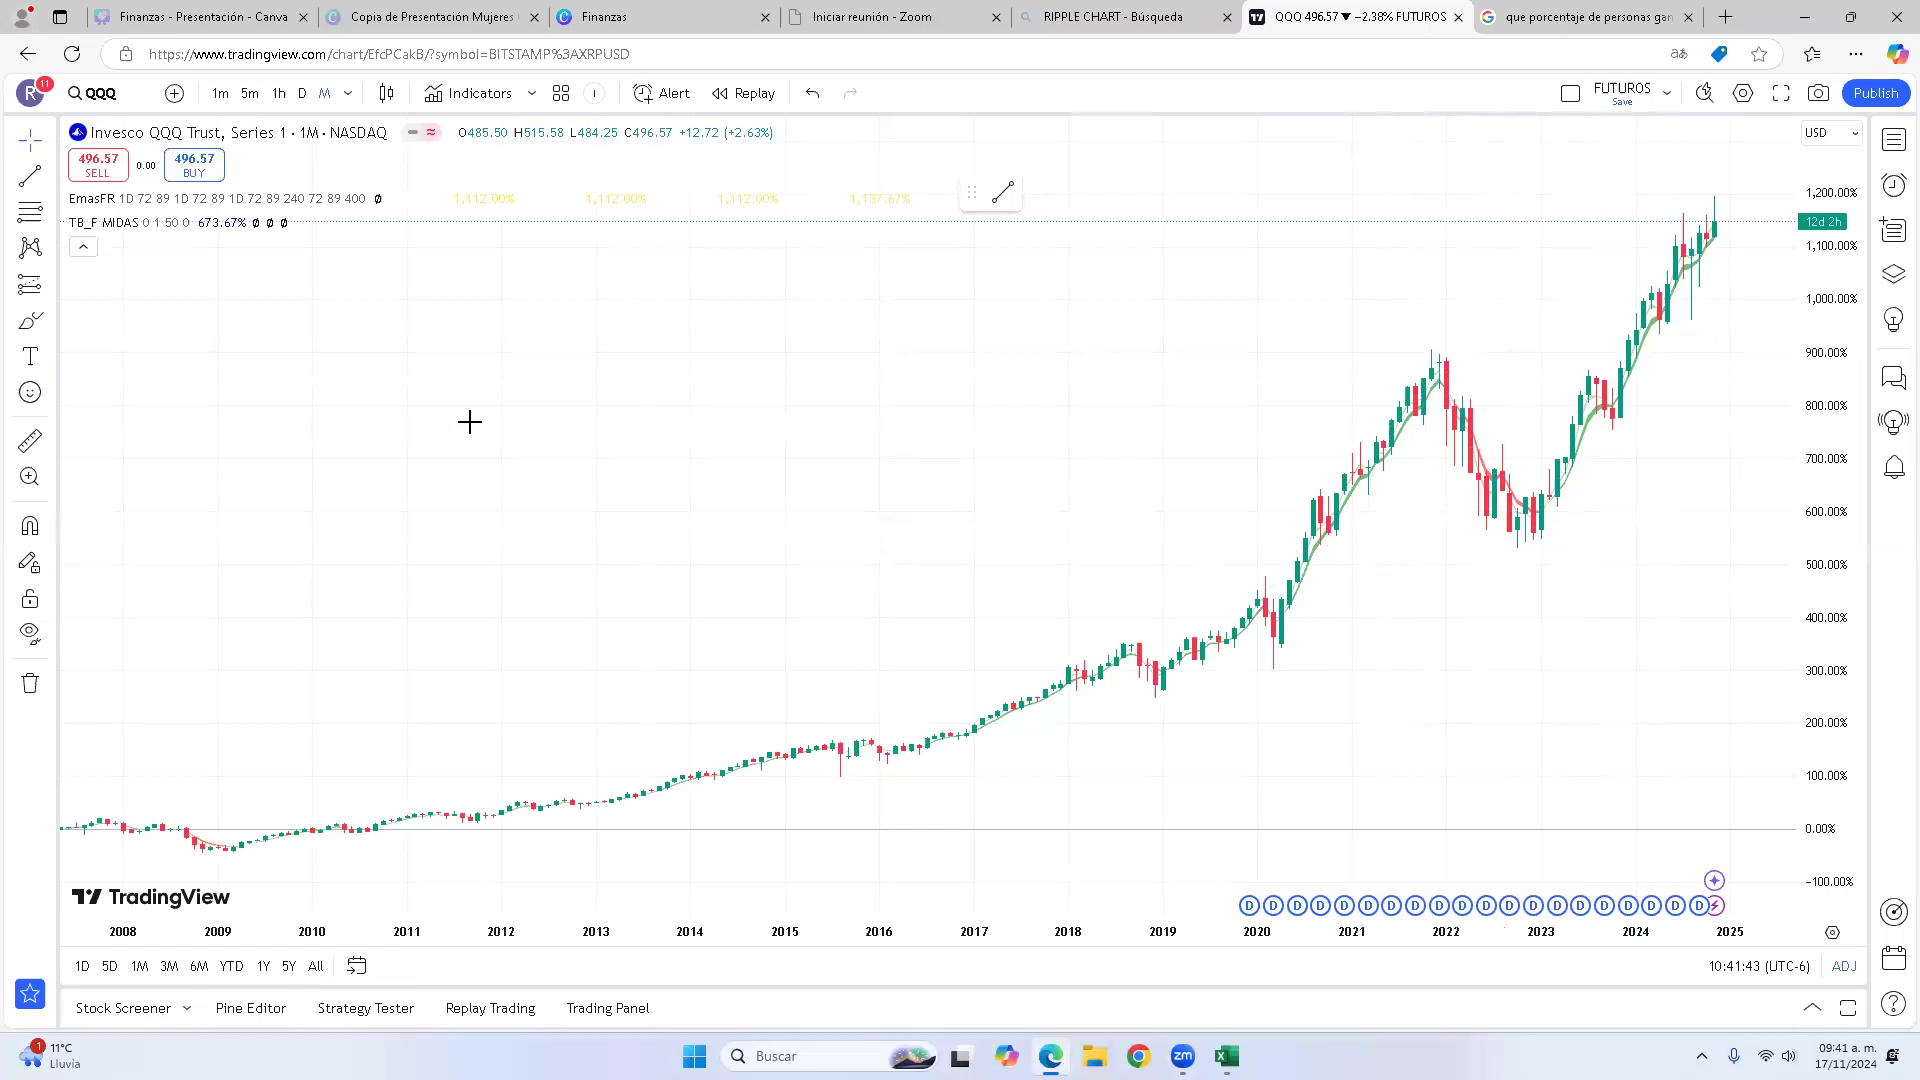 Finanzas - Presentación - Canva
Copia de Presentación Mujeres
Finanzas
Iniciar reunión - Zoom
RIPPLE CHART - Búsqueda
QQQ 496.57 ▼ −2.38% FUTUROS
que porcentaje de personas gan
https://www.tradingview.com/chart/EfcPCakB/?symbol=BITSTAMP%3AXRPUSD
R 11
QQQ
1m 5m 1h D M
Indicators
Alert
Replay
FUTUROS
Save
Publish
Invesco QQQ Trust, Series 1 · 1M · NASDAQ
O485.50 H515.58 L484.25 C496.57 +12.72 (+2.63%)
USD
496.57
SELL
0.00
496.57
BUY
EmasFR 1D 72 89 1D 72 89 1D 72 89 240 72 89 400 ∅
1,112.00% 1,112.00% 1,112.00% 1,137.67%
TB_F MIDAS 0 1 50 0 673.67% ∅ ∅ ∅
1,200.00%
12d 2h
1,100.00%
1,000.00%
900.00%
800.00%
700.00%
600.00%
500.00%
400.00%
300.00%
200.00%
100.00%
0.00%
−100.00%
TradingView
D D D D D D D D D D D D D D D D D D D D
2008 2009 2010 2011 2012 2013 2014 2015 2016 2017 2018 2019 2020 2021 2022 2023 2024 2025
1D 5D 1M 3M 6M YTD 1Y 5Y All
10:41:43 (UTC-6)
ADJ
Stock Screener
Pine Editor
Strategy Tester
Replay Trading
Trading Panel
1
11°C
Lluvia
Buscar
zm
09:41 a. m.
17/11/2024